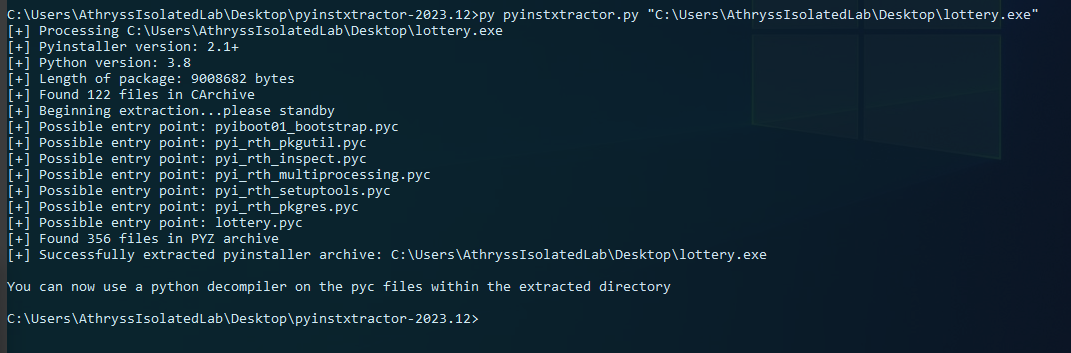 C:\Users\AthryssIsolatedLab\Desktop\pyinstxtractor-2023.12>py pyinstxtractor.py "C:\Users\AthryssIsolatedLab\Desktop\lottery.exe"
[+] Processing C:\Users\AthryssIsolatedLab\Desktop\lottery.exe
[+] Pyinstaller version: 2.1+
[+] Python version: 3.8
[+] Length of package: 9008682 bytes
[+] Found 122 files in CArchive
[+] Beginning extraction...please standby
[+] Possible entry point: pyiboot01_bootstrap.pyc
[+] Possible entry point: pyi_rth_pkgutil.pyc
[+] Possible entry point: pyi_rth_inspect.pyc
[+] Possible entry point: pyi_rth_multiprocessing.pyc
[+] Possible entry point: pyi_rth_setuptools.pyc
[+] Possible entry point: pyi_rth_pkgres.pyc
[+] Possible entry point: lottery.pyc
[+] Found 356 files in PYZ archive
[+] Successfully extracted pyinstaller archive: C:\Users\AthryssIsolatedLab\Desktop\lottery.exe
You can now use a python decompiler on the pyc files within the extracted directory
C:\Users\AthryssIsolatedLab\Desktop\pyinstxtractor-2023.12>